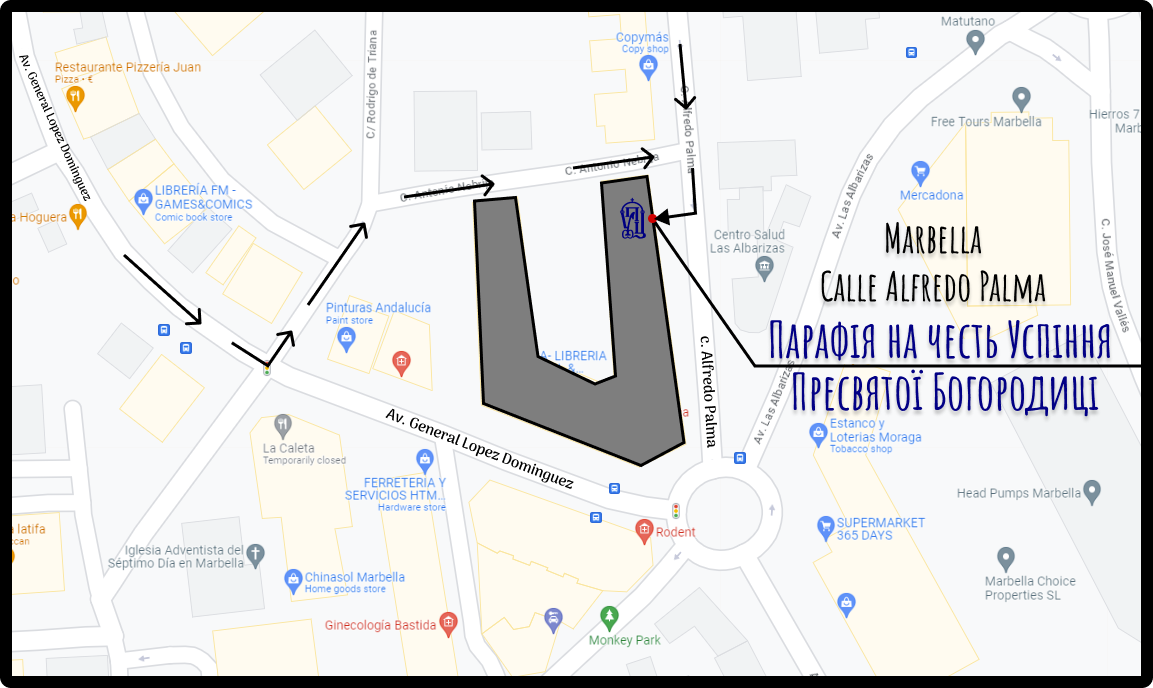 Matutano
Copymás
Copy shop
Restaurante Pizzería Juan
Pizza • €
Av. General Lopez Dominguez
C/ Rodrigo de Triana
C. Alfredo Palma
Free Tours Marbella
Hierros 7
Marb
Mercadona
Av. Las Albarizas
C. Antonio Nebrija
C. Antonio Nebrija
LIBRERÍA FM -
GAMES&COMICS
Comic book store
a Hoguera
Centro Salud
Las Albarizas
C. José Manuel Vallés
Marbella
Calle Alfredo Palma
Парафія на честь Успіння
Пресвятої Богородиці
Pinturas Andalucía
Paint store
A- LIBRERIA
&...
c. Alfredo Palma
Av. Las Albarizas
a
Av. General Lopez Dominguez
Estanco y
Loterias Moraga
Tobacco shop
La Caleta
Temporarily closed
FERRETERIA Y
SERVICIOS HTM...
Hardware store
Head Pumps Marbella
SUPERMARKET
365 DAYS
Rodent
a latifa
ccan
Iglesia Adventista del
Séptimo Día en Marbella
Chinasol Marbella
Home goods store
Marbella Choice
Properties SL
Ginecología Bastida
Monkey Park